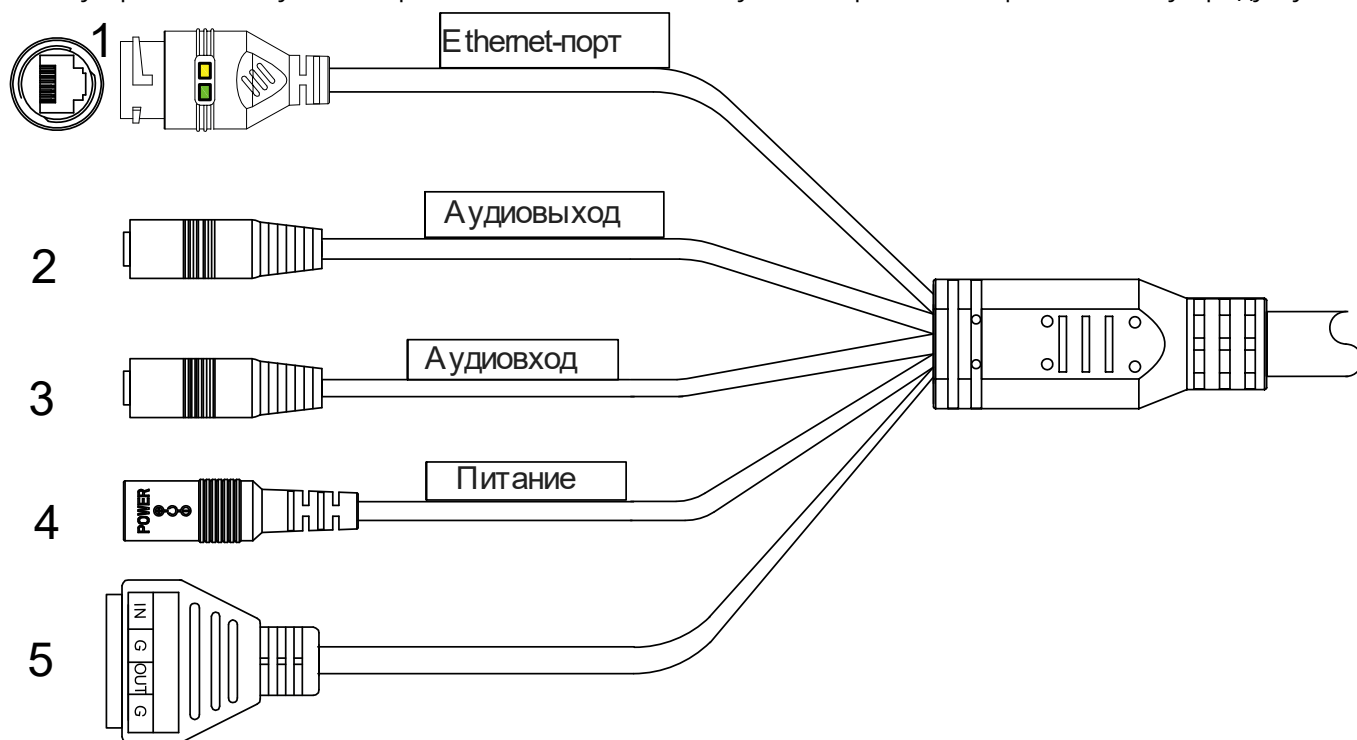 1
Ethernet-порт
2
Аудиовыход
3
Аудиовход
4
POWER
Питание
5
IN G OUT G